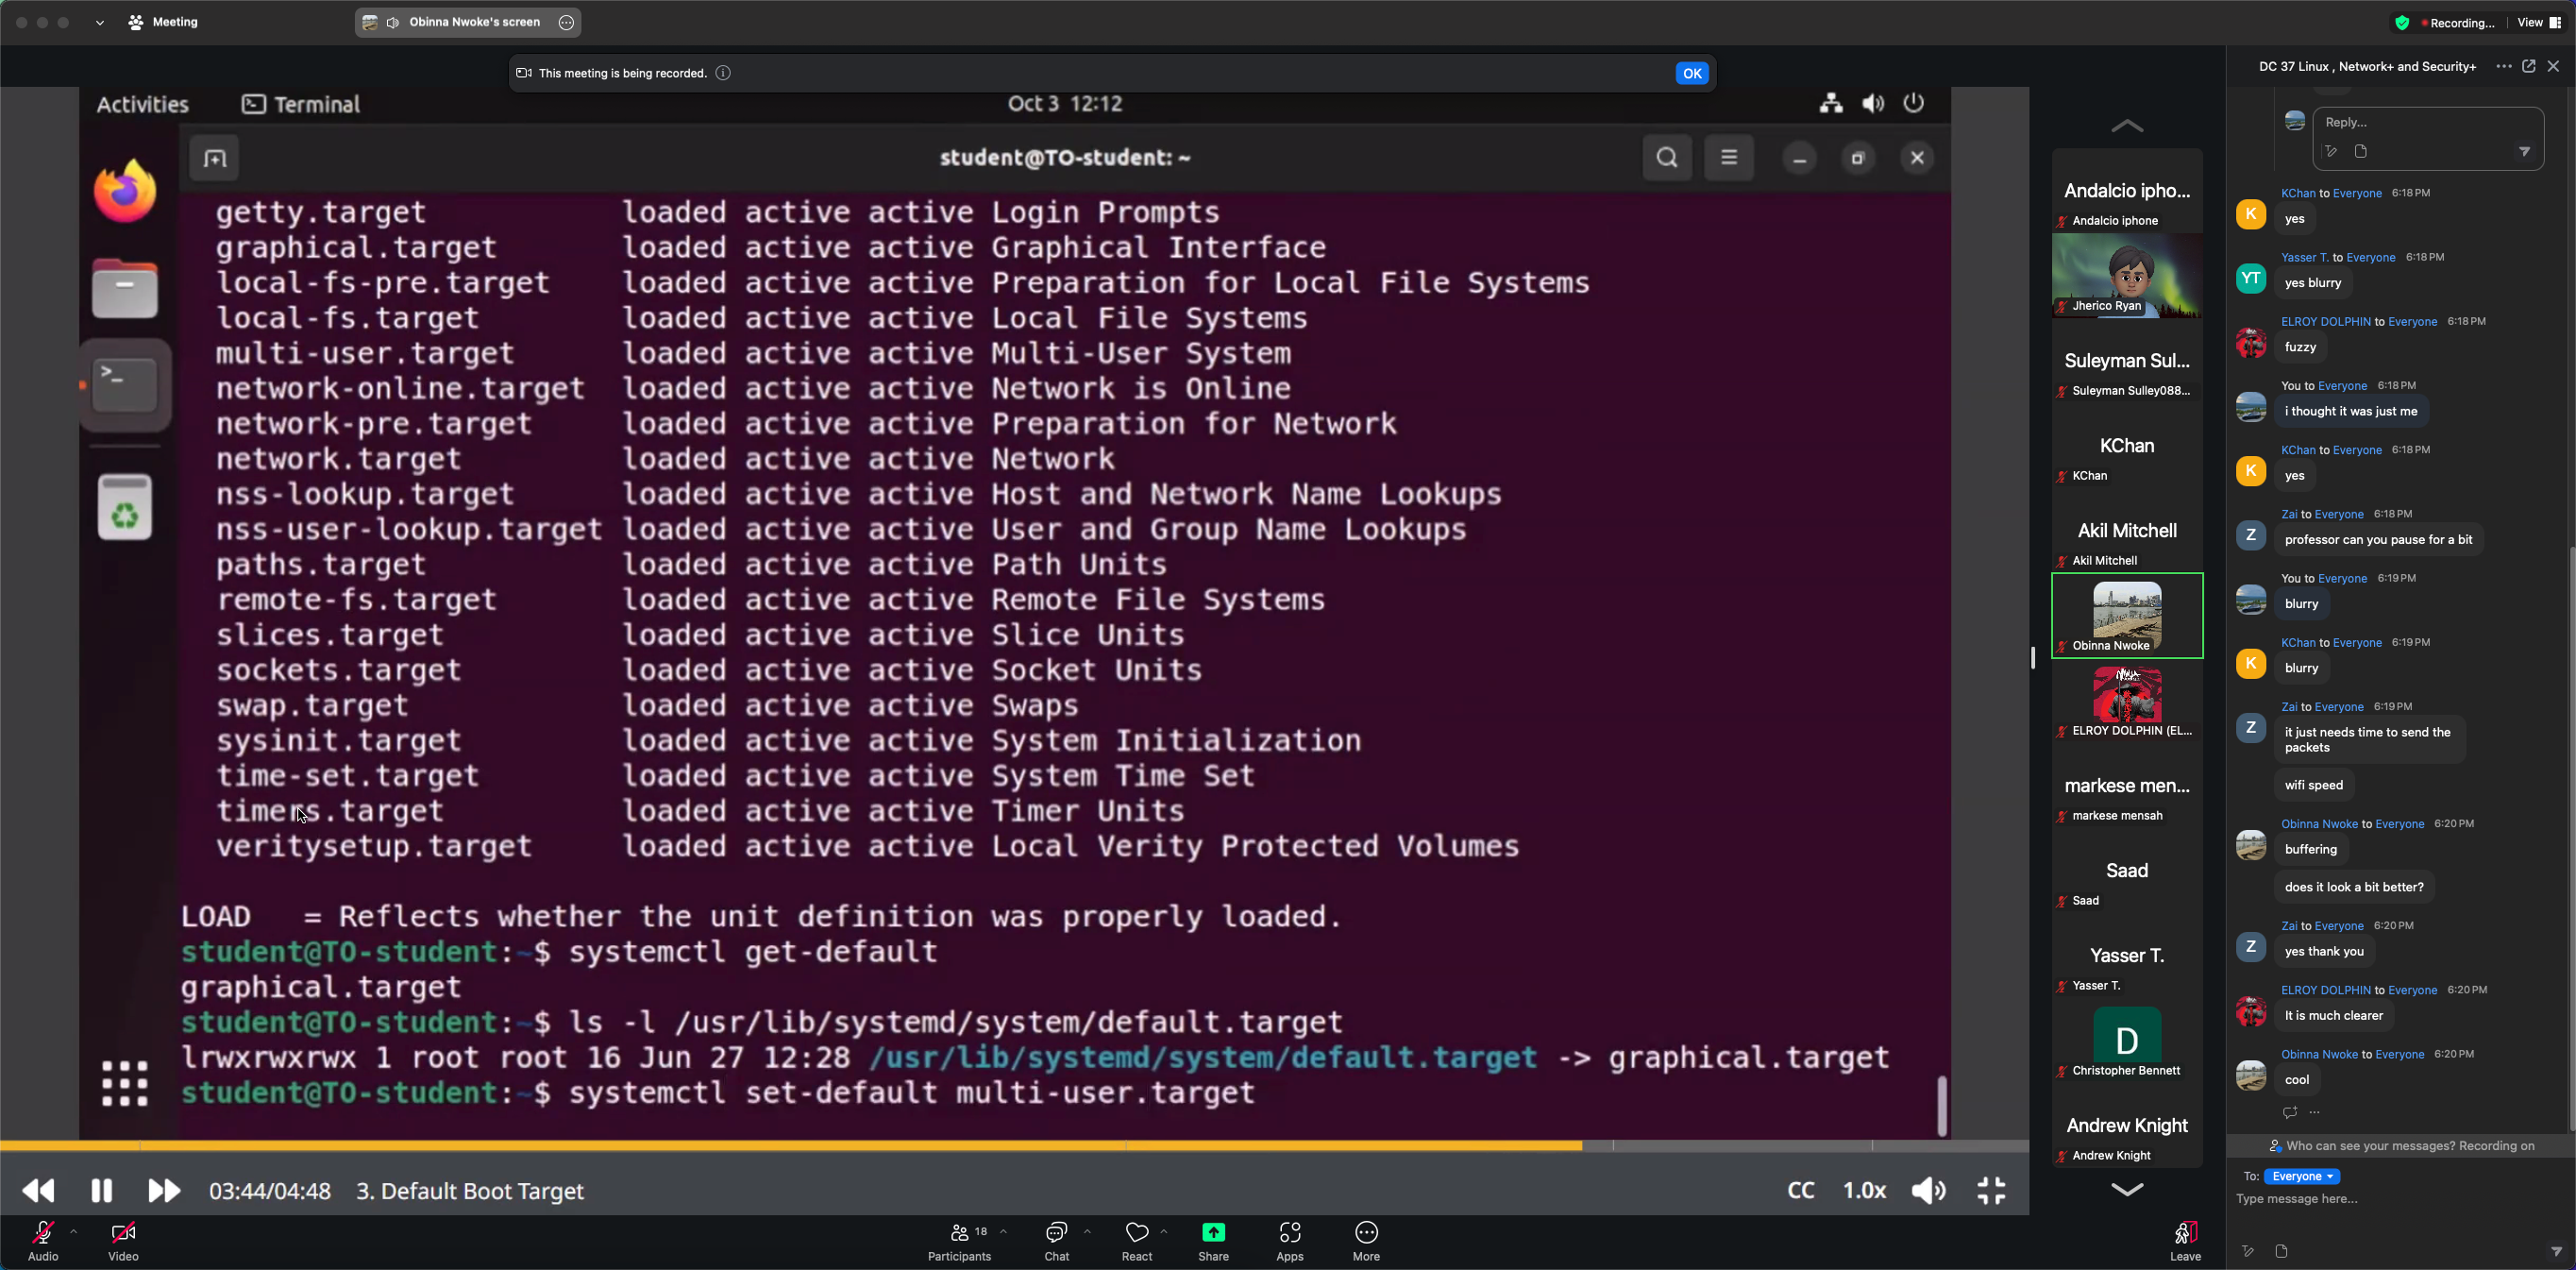 Meeting
Obinna Nwoke's screen
Recording...
View
This meeting is being recorded.
OK
DC 37 Linux , Network+ and Security+
Activities
Terminal
Oct 3 12:12
student@TO-student: ~
getty.target loaded active active Login Prompts
graphical.target loaded active active Graphical Interface
local-fs-pre.target loaded active active Preparation for Local File Systems
local-fs.target loaded active active Local File Systems
multi-user.target loaded active active Multi-User System
network-online.target loaded active active Network is Online
network-pre.target loaded active active Preparation for Network
network.target loaded active active Network
nss-lookup.target loaded active active Host and Network Name Lookups
nss-user-lookup.target loaded active active User and Group Name Lookups
paths.target loaded active active Path Units
remote-fs.target loaded active active Remote File Systems
slices.target loaded active active Slice Units
sockets.target loaded active active Socket Units
swap.target loaded active active Swaps
sysinit.target loaded active active System Initialization
time-set.target loaded active active System Time Set
timers.target loaded active active Timer Units
veritysetup.target loaded active active Local Verity Protected Volumes
LOAD = Reflects whether the unit definition was properly loaded.
student@TO-student:~$ systemctl get-default
graphical.target
student@TO-student:~$ ls -l /usr/lib/systemd/system/default.target
lrwxrwxrwx 1 root root 16 Jun 27 12:28 /usr/lib/systemd/system/default.target -> graphical.target
student@TO-student:~$ systemctl set-default multi-user.target
03:44/04:48 3. Default Boot Target
CC
1.0x
Andalcio ipho...
Andalcio iphone
Jherico Ryan
Suleyman Sul...
Suleyman Sulley088...
KChan
KChan
Akil Mitchell
Akil Mitchell
Obinna Nwoke
ELROY DOLPHIN (EL...
markese men...
markese mensah
Saad
Saad
Yasser T.
Yasser T.
D
Christopher Bennett
Andrew Knight
Andrew Knight
Reply...
KChan to Everyone 6:18 PM
K
yes
Yasser T. to Everyone 6:18 PM
YT
yes blurry
ELROY DOLPHIN to Everyone 6:18 PM
fuzzy
You to Everyone 6:18 PM
i thought it was just me
KChan to Everyone 6:18 PM
K
yes
Zai to Everyone 6:18 PM
Z
professor can you pause for a bit
You to Everyone 6:19 PM
blurry
KChan to Everyone 6:19 PM
K
blurry
Zai to Everyone 6:19 PM
Z
it just needs time to send the
packets
wifi speed
Obinna Nwoke to Everyone 6:20 PM
buffering
does it look a bit better?
Zai to Everyone 6:20 PM
Z
yes thank you
ELROY DOLPHIN to Everyone 6:20 PM
It is much clearer
Obinna Nwoke to Everyone 6:20 PM
cool
Who can see your messages? Recording on
To: Everyone
Type message here...
Audio
Video
Participants
18
Chat
React
Share
Apps
More
Leave